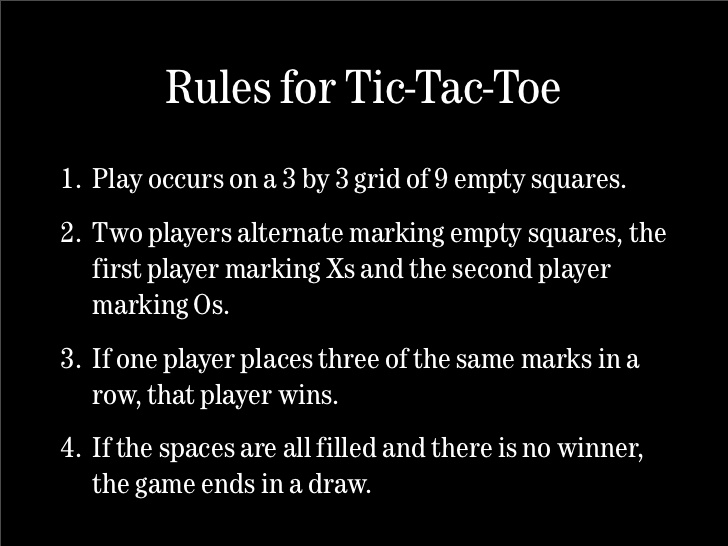 Rules for Tic-Tac-Toe
1. Play occurs on a 3 by 3 grid of 9 empty squares.
2. Two players alternate marking empty squares, the
first player marking Xs and the second player
marking Os.
3. If one player places three of the same marks in a
row, that player wins.
4. If the spaces are all filled and there is no winner,
the game ends in a draw.